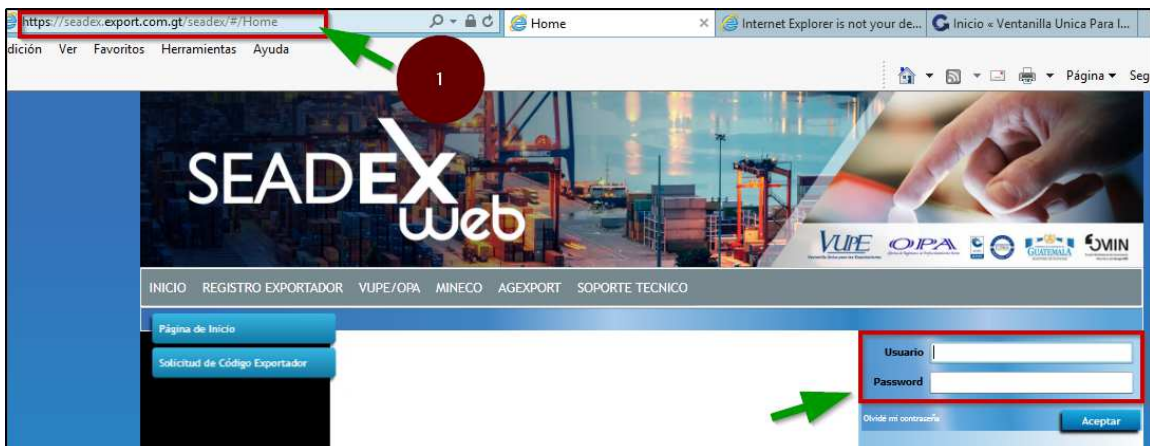 https://seadex.export.com.gt/seadex/#/Home
Home
Internet Explorer is not your de...
Inicio « Ventanilla Unica Para l...
dición Ver Favoritos Herramientas Ayuda
1
Página Seg
SEADEX
web
VUPE OPA GUATEMALA
INICIO REGISTRO EXPORTADOR VUPE/OPA MINECO AGEXPORT SOPORTE TECNICO
Página de Inicio
Solicitud de Código Exportador
Usuario
Password
Olvidé mi contraseña
Aceptar